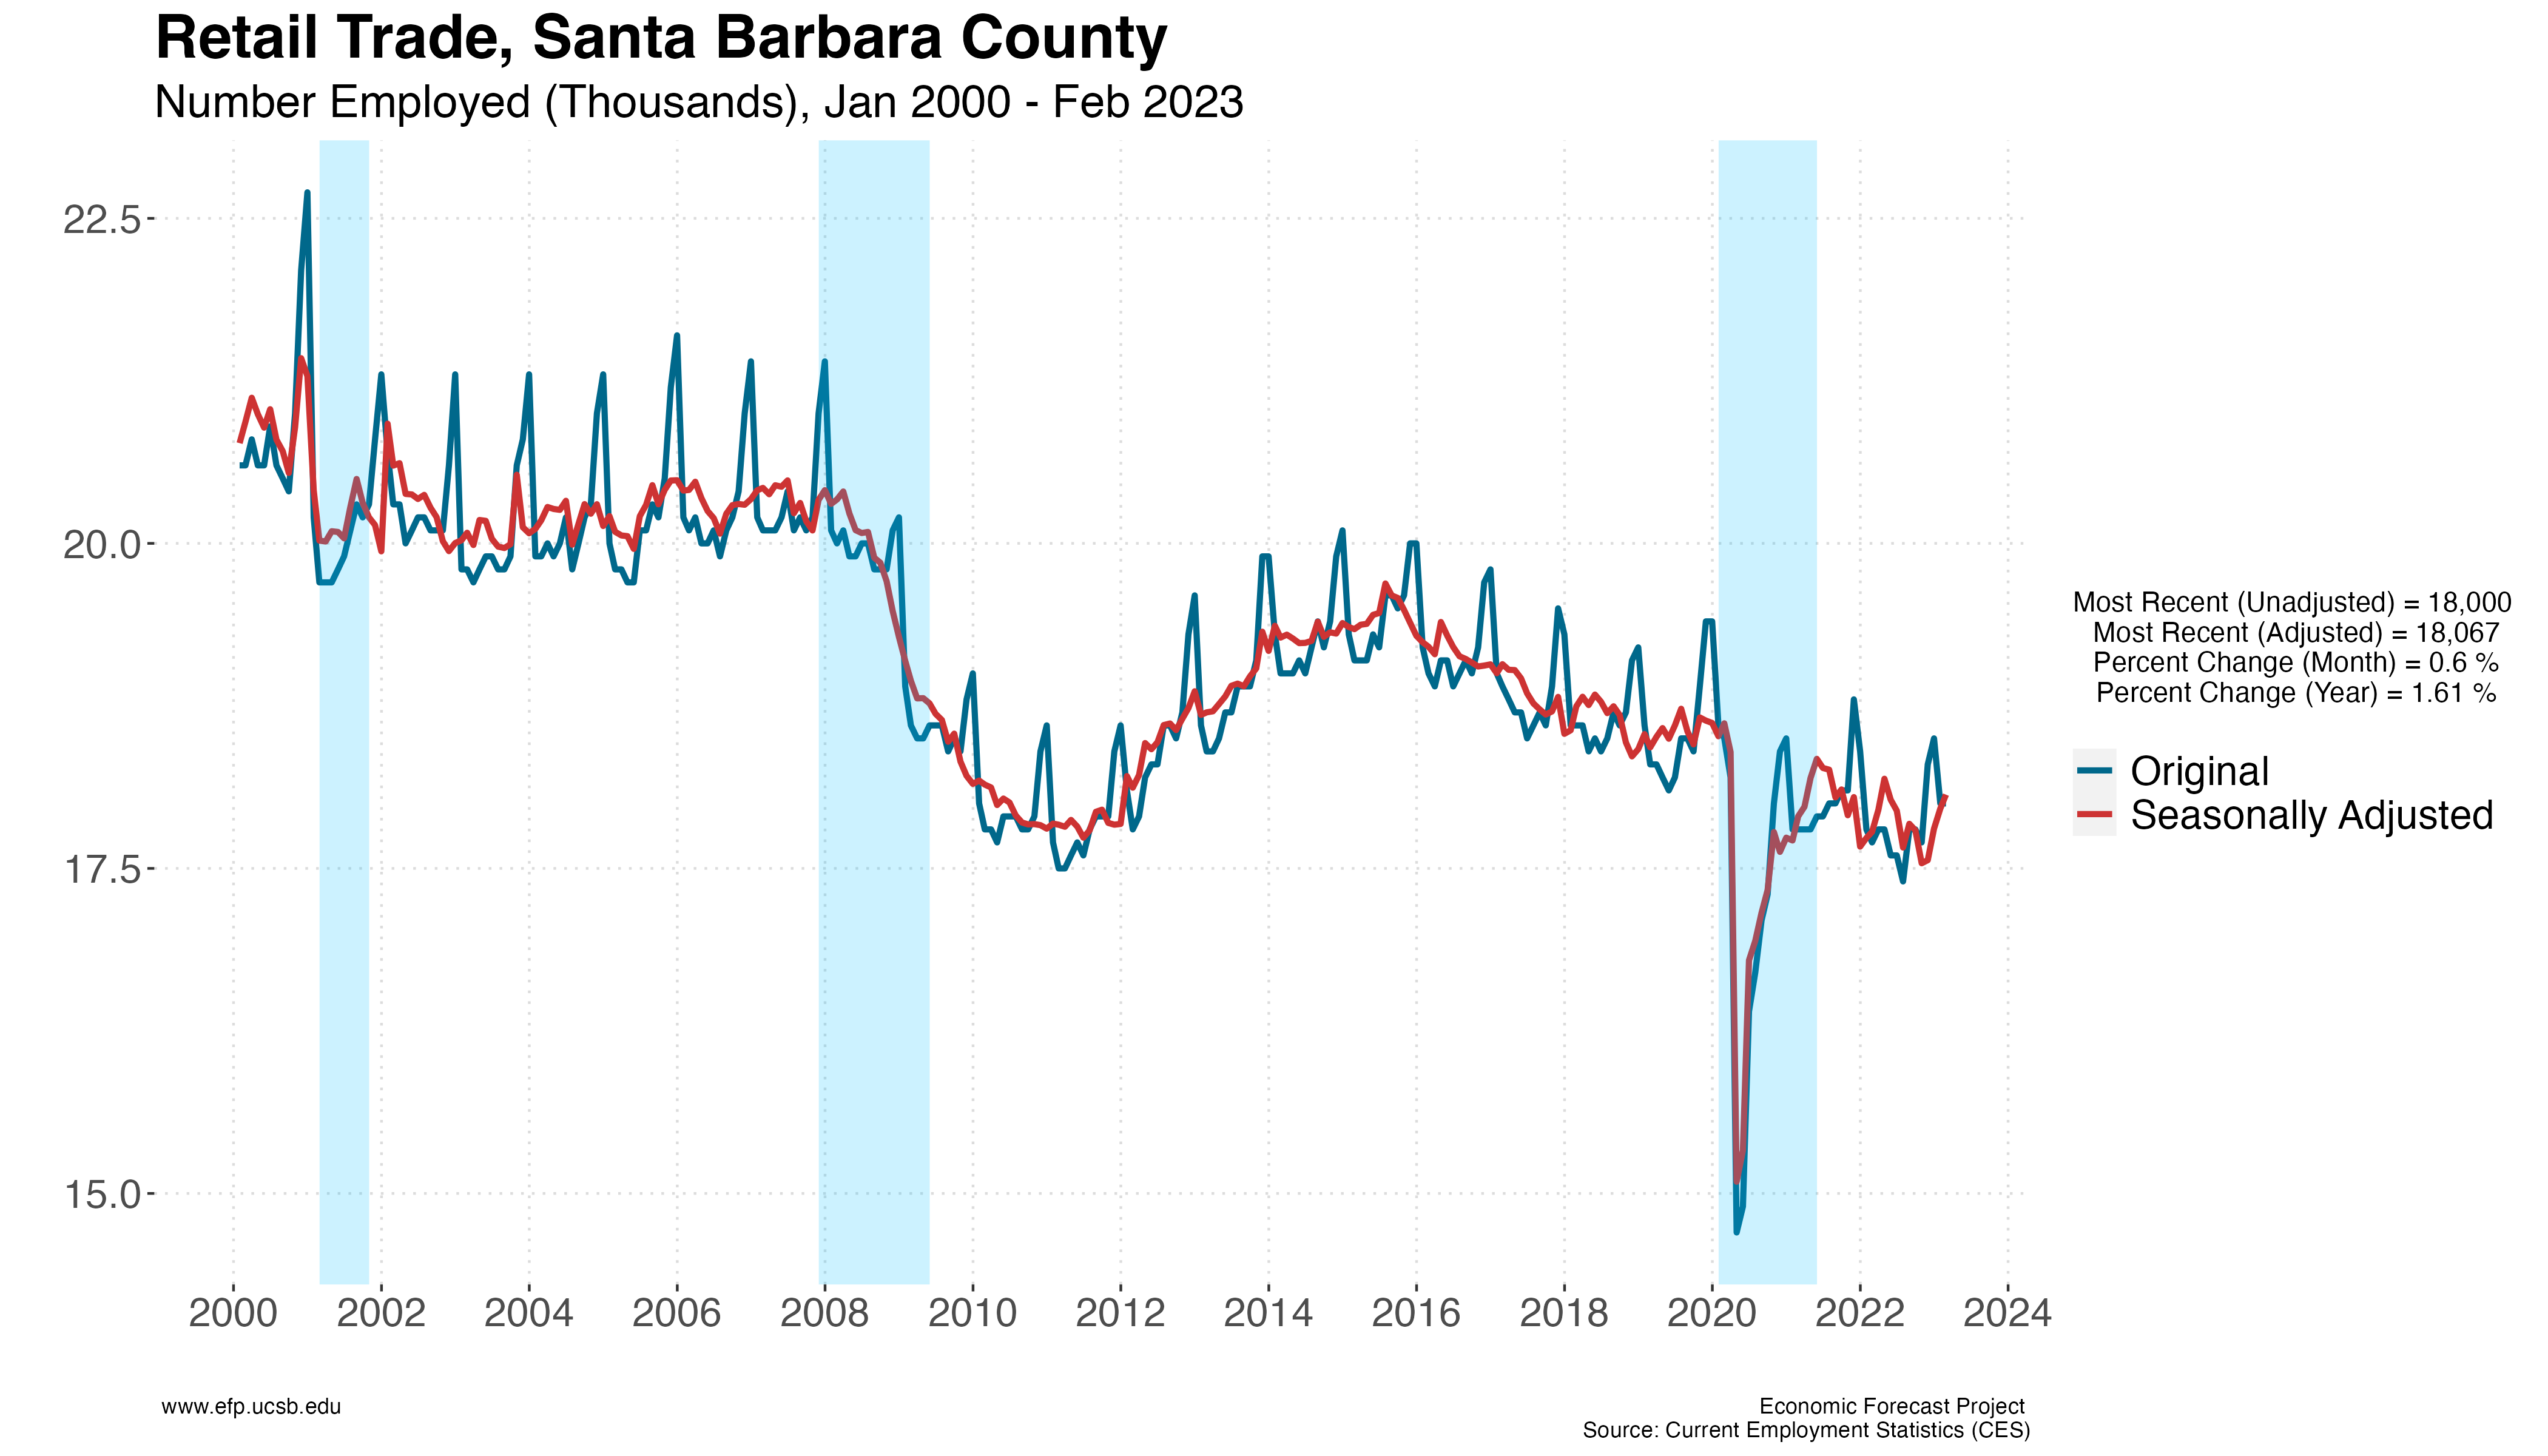 Retail Trade, Santa Barbara County
Number Employed (Thousands), Jan 2000 - Feb 2023
22.5
20.0
17.5
15.0
2000 2002 2004 2006 2008 2010 2012 2014 2016 2018 2020 2022 2024
Most Recent (Unadjusted) = 18,000
Most Recent (Adjusted) = 18,067
Percent Change (Month) = 0.6 %
Percent Change (Year) = 1.61 %
Original
Seasonally Adjusted
www.efp.ucsb.edu
Economic Forecast Project
Source: Current Employment Statistics (CES)